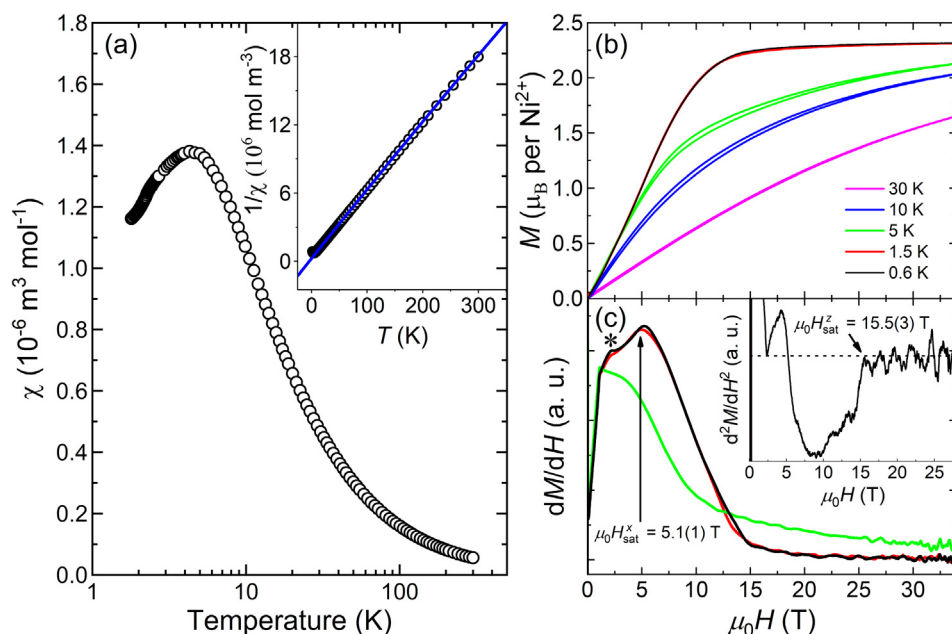 (a)
χ (10⁻⁶ m³ mol⁻¹)
1.8
1.6
1.4
1.2
1.0
0.8
0.6
0.4
0.2
0.0
1 10 100
Temperature (K)
1/χ (10⁶ mol m⁻³)
18
12
6
0
0 100 200 300
T (K)
(b)
M (μB per Ni²⁺)
2.5
2.0
1.5
1.0
0.5
0.0
30 K
10 K
5 K
1.5 K
0.6 K
(c)
dM/dH (a. u.)
*
μ₀Hˣsat = 5.1(1) T
0 5 10 15 20 25 30
μ₀H (T)
d²M/dH² (a. u.)
μ₀Hᶻsat = 15.5(3) T
0 5 10 15 20 25
μ₀H (T)